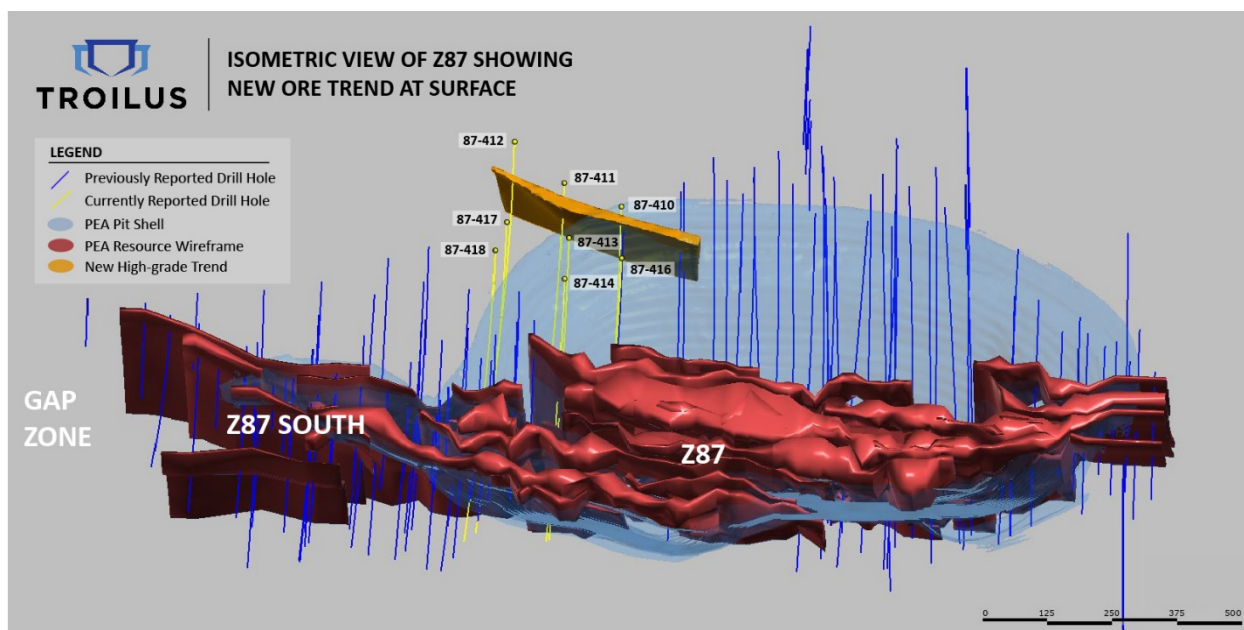 TROILUS
ISOMETRIC VIEW OF Z87 SHOWING
NEW ORE TREND AT SURFACE
LEGEND
Previously Reported Drill Hole
Currently Reported Drill Hole
PEA Pit Shell
PEA Resource Wireframe
New High-grade Trend
87-412
87-411
87-410
87-417
87-413
87-418
87-416
87-414
GAP
ZONE
Z87 SOUTH
Z87
0 125 250 375 500